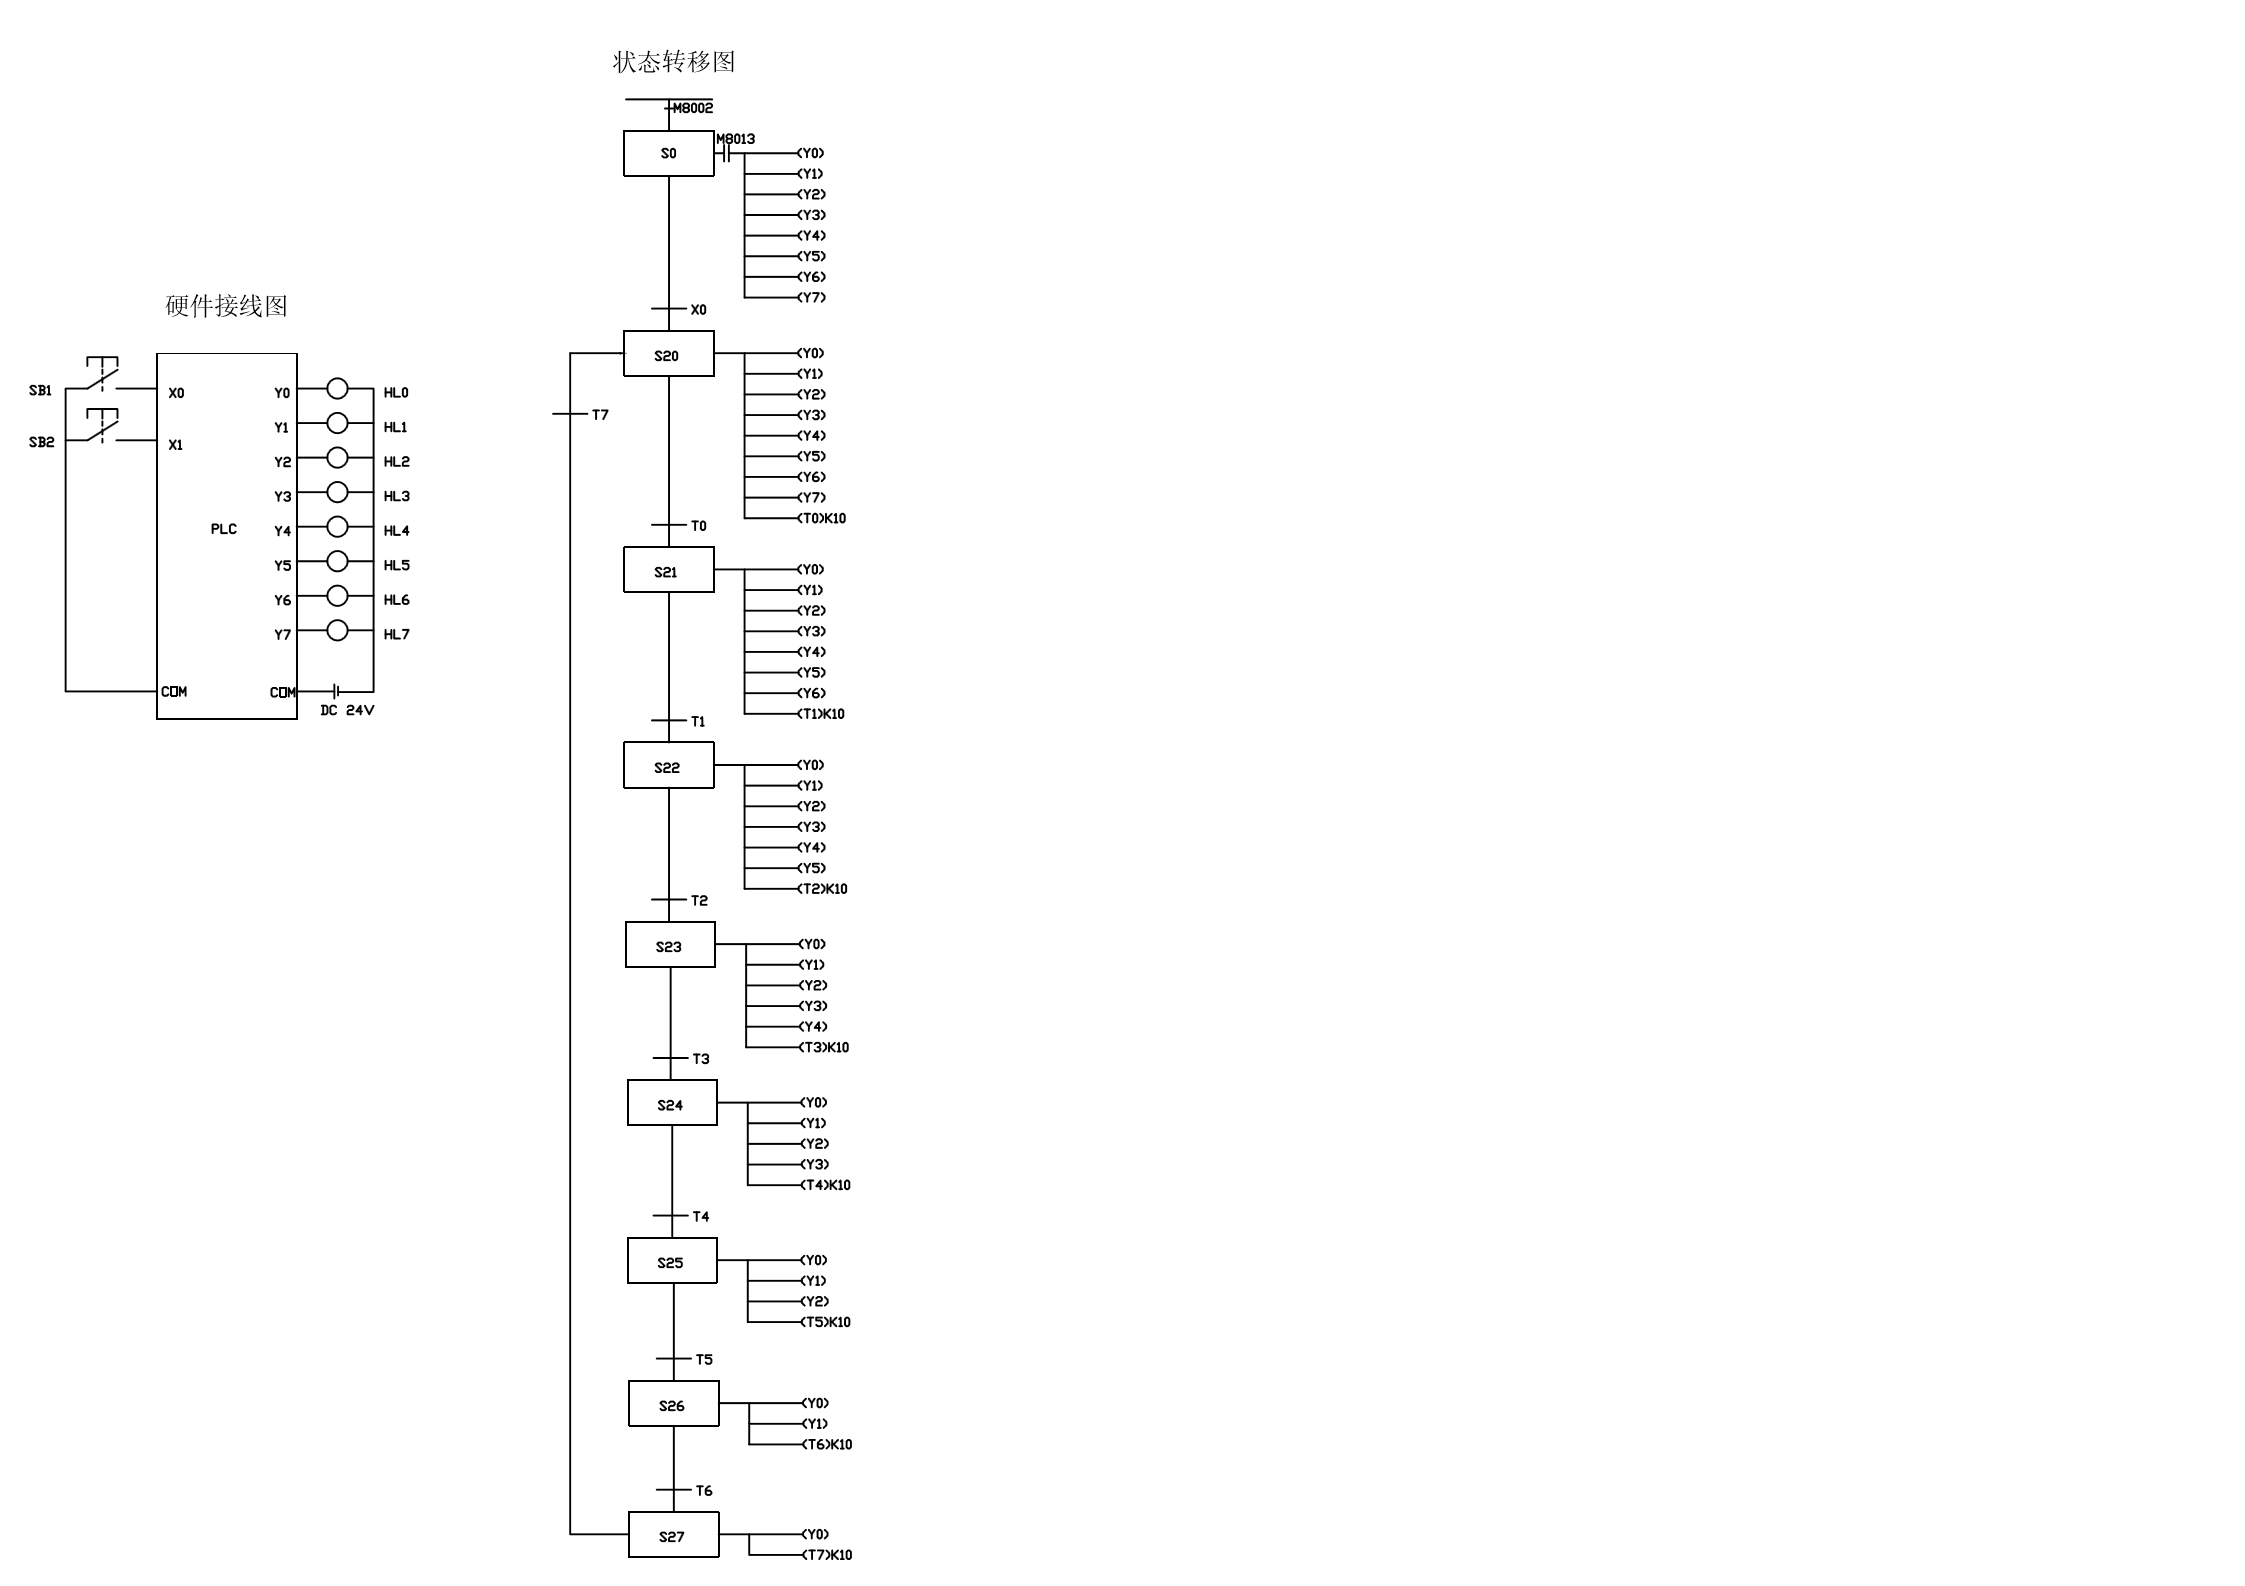 硬件接线图
SB1
SB2
X0
X1
PLC
COM
Y0 HL0
Y1 HL1
Y2 HL2
Y3 HL3
Y4 HL4
Y5 HL5
Y6 HL6
Y7 HL7
COM
DC 24V
状态转移图
M8002
S0
M8013
(Y0)
(Y1)
(Y2)
(Y3)
(Y4)
(Y5)
(Y6)
(Y7)
X0
S20
(Y0)
(Y1)
(Y2)
(Y3)
(Y4)
(Y5)
(Y6)
(Y7)
(T0)K10
T7
T0
S21
(Y0)
(Y1)
(Y2)
(Y3)
(Y4)
(Y5)
(Y6)
(T1)K10
T1
S22
(Y0)
(Y1)
(Y2)
(Y3)
(Y4)
(Y5)
(T2)K10
T2
S23
(Y0)
(Y1)
(Y2)
(Y3)
(Y4)
(T3)K10
T3
S24
(Y0)
(Y1)
(Y2)
(Y3)
(T4)K10
T4
S25
(Y0)
(Y1)
(Y2)
(T5)K10
T5
S26
(Y0)
(Y1)
(T6)K10
T6
S27
(Y0)
(T7)K10